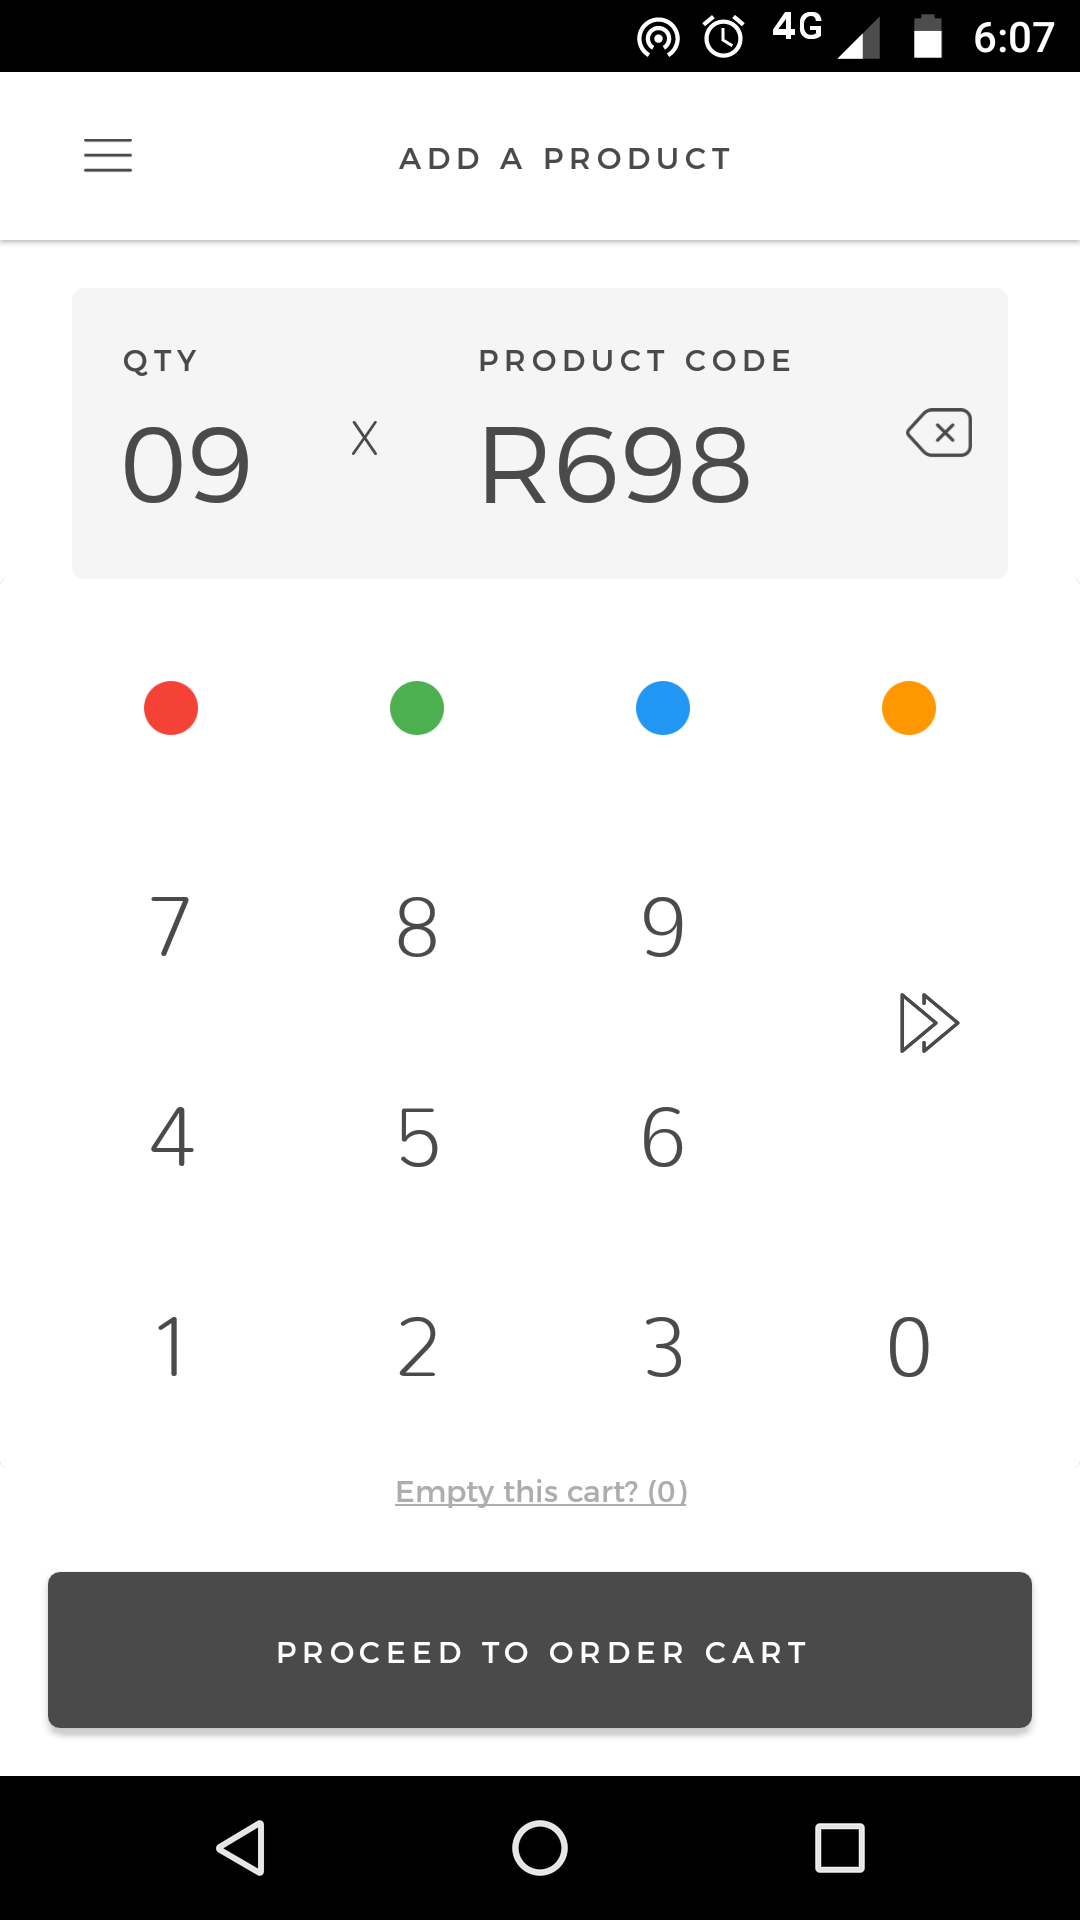 4G 6:07
ADD A PRODUCT
QTY PRODUCT CODE
09 X R698
7 8 9
4 5 6
1 2 3 0
Empty this cart? (0)
PROCEED TO ORDER CART